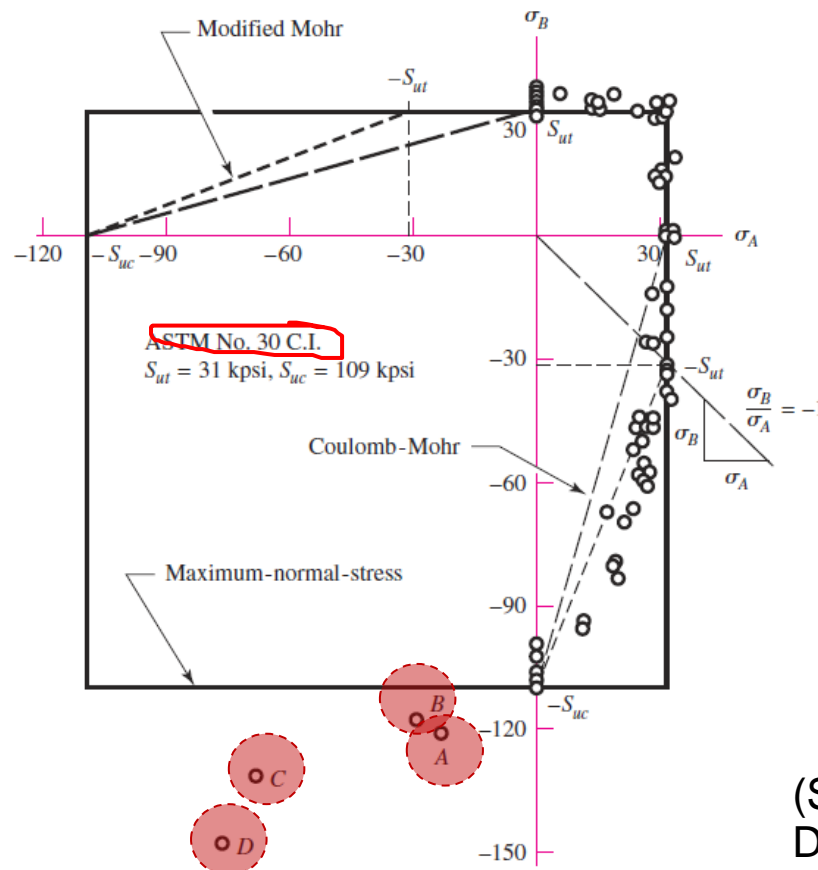 σB
Modified Mohr
−Sut
30
Sut
σA
−120
−Suc
−90
−60
−30
30
Sut
ASTM No. 30 C.I.
Sut = 31 kpsi, Suc = 109 kpsi
−30
−Sut
σB/σA = −1
σB
σA
Coulomb-Mohr
−60
Maximum-normal-stress
−90
−Suc
B
−120
A
C
D
−150
(S
D